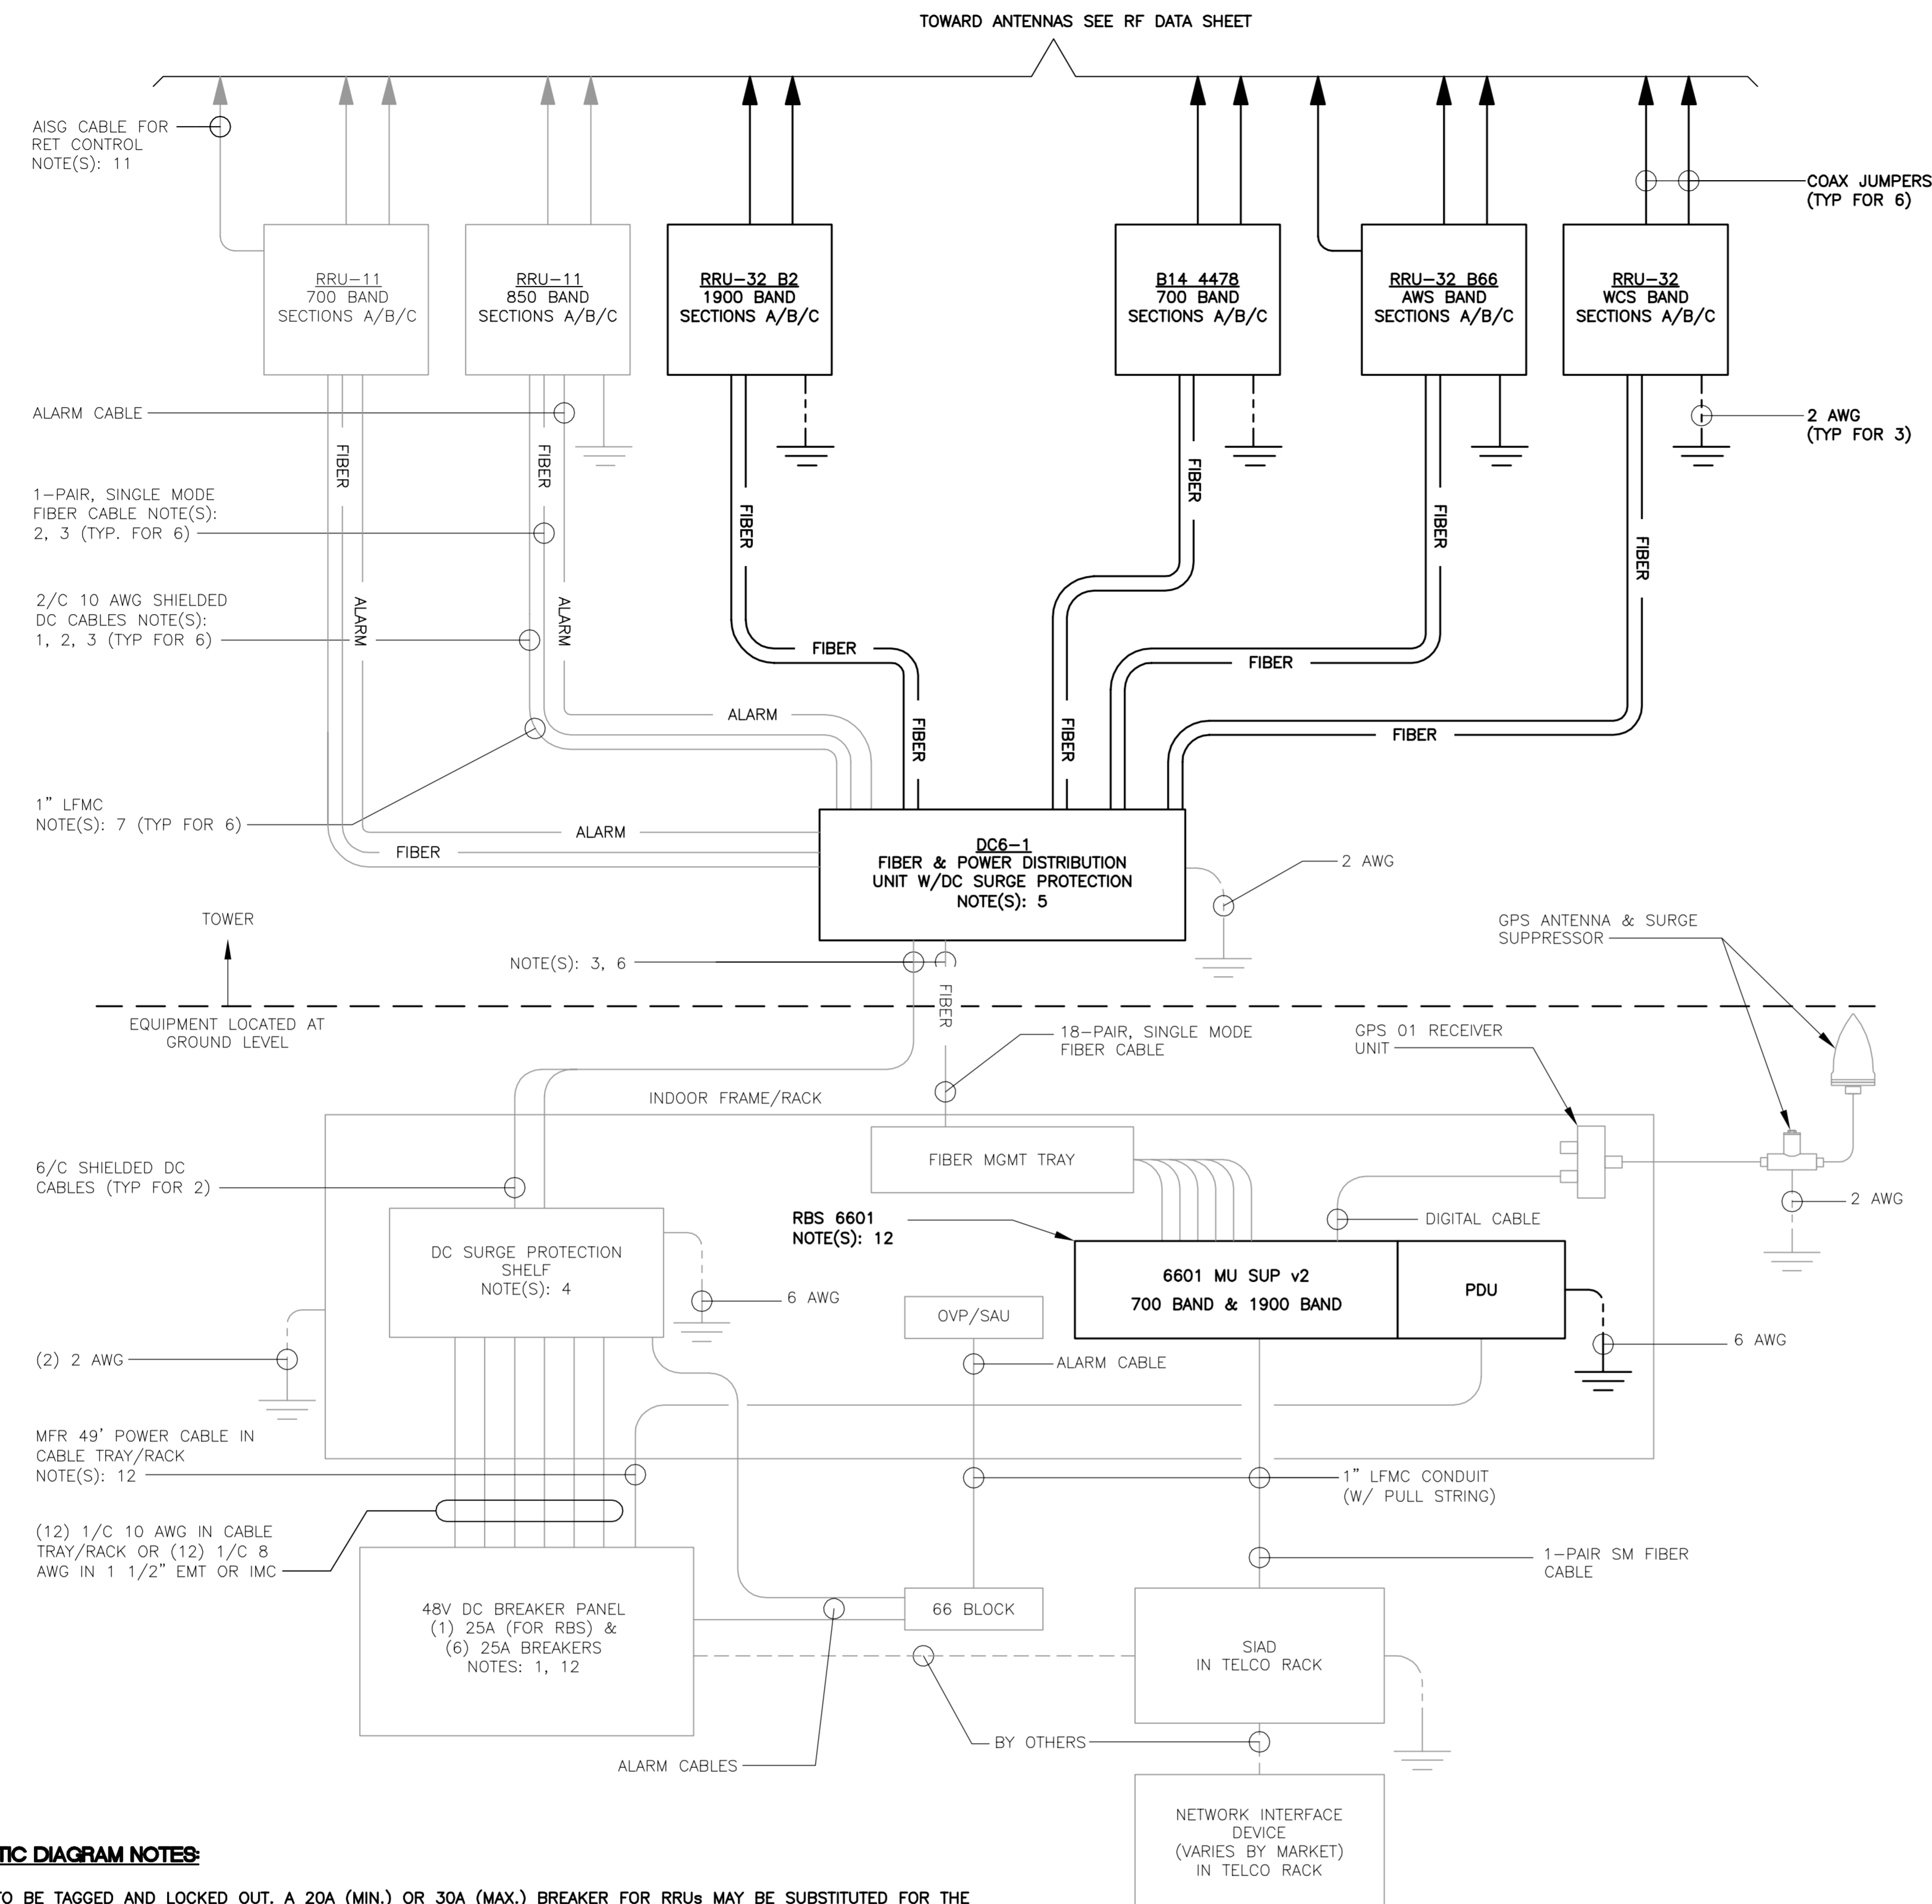 TOWARD ANTENNAS SEE RF DATA SHEET
AISG CABLE FOR
RET CONTROL
NOTE(S): 11
COAX JUMPERS
(TYP FOR 6)
RRU-11
700 BAND
SECTIONS A/B/C
RRU-11
850 BAND
SECTIONS A/B/C
RRU-32 B2
1900 BAND
SECTIONS A/B/C
B14 4478
700 BAND
SECTIONS A/B/C
RRU-32 B66
AWS BAND
SECTIONS A/B/C
RRU-32
WCS BAND
SECTIONS A/B/C
ALARM CABLE
2 AWG
(TYP FOR 3)
FIBER
FIBER
FIBER
FIBER
FIBER
FIBER
1-PAIR, SINGLE MODE
FIBER CABLE NOTE(S):
2, 3 (TYP. FOR 6)
2/C 10 AWG SHIELDED
DC CABLES NOTE(S):
1, 2, 3 (TYP FOR 6)
ALARM
ALARM
FIBER
FIBER
ALARM
FIBER
FIBER
FIBER
1" LFMC
NOTE(S): 7 (TYP FOR 6)
ALARM
FIBER
DC6-1
FIBER & POWER DISTRIBUTION
UNIT W/DC SURGE PROTECTION
NOTE(S): 5
2 AWG
TOWER
GPS ANTENNA & SURGE
SUPPRESSOR
NOTE(S): 3, 6
FIBER
EQUIPMENT LOCATED AT
GROUND LEVEL
18-PAIR, SINGLE MODE
FIBER CABLE
GPS 01 RECEIVER
UNIT
INDOOR FRAME/RACK
FIBER MGMT TRAY
6/C SHIELDED DC
CABLES (TYP FOR 2)
2 AWG
RBS 6601
NOTE(S): 12
DIGITAL CABLE
DC SURGE PROTECTION
SHELF
NOTE(S): 4
6601 MU SUP v2
700 BAND & 1900 BAND
PDU
6 AWG
OVP/SAU
6 AWG
(2) 2 AWG
ALARM CABLE
MFR 49' POWER CABLE IN
CABLE TRAY/RACK
NOTE(S): 12
1" LFMC CONDUIT
(W/ PULL STRING)
(12) 1/C 10 AWG IN CABLE
TRAY/RACK OR (12) 1/C 8
AWG IN 1 1/2" EMT OR IMC
1-PAIR SM FIBER
CABLE
48V DC BREAKER PANEL
(1) 25A (FOR RBS) &
(6) 25A BREAKERS
NOTES: 1, 12
66 BLOCK
SIAD
IN TELCO RACK
BY OTHERS
ALARM CABLES
NETWORK INTERFACE
DEVICE
(VARIES BY MARKET)
IN TELCO RACK
TIC DIAGRAM NOTES:
TO BE TAGGED AND LOCKED OUT. A 20A (MIN.) OR 30A (MAX.) BREAKER FOR RRUs MAY BE SUBSTITUTED FOR THE